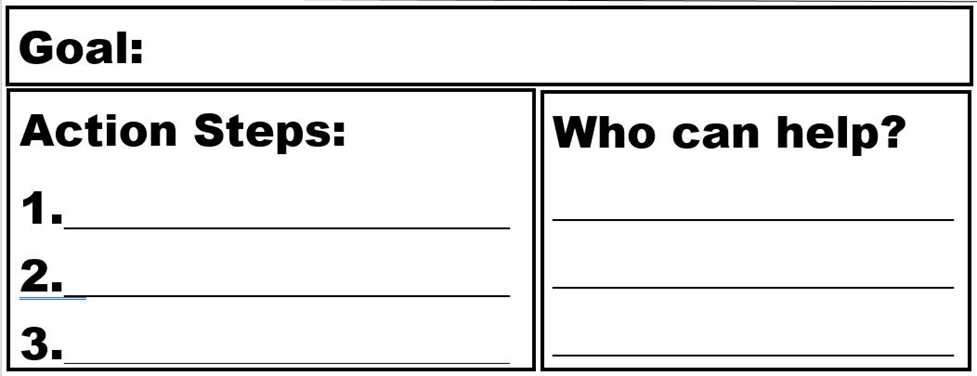 Goal:
Action Steps:
1.
2.
3.
Who can help?